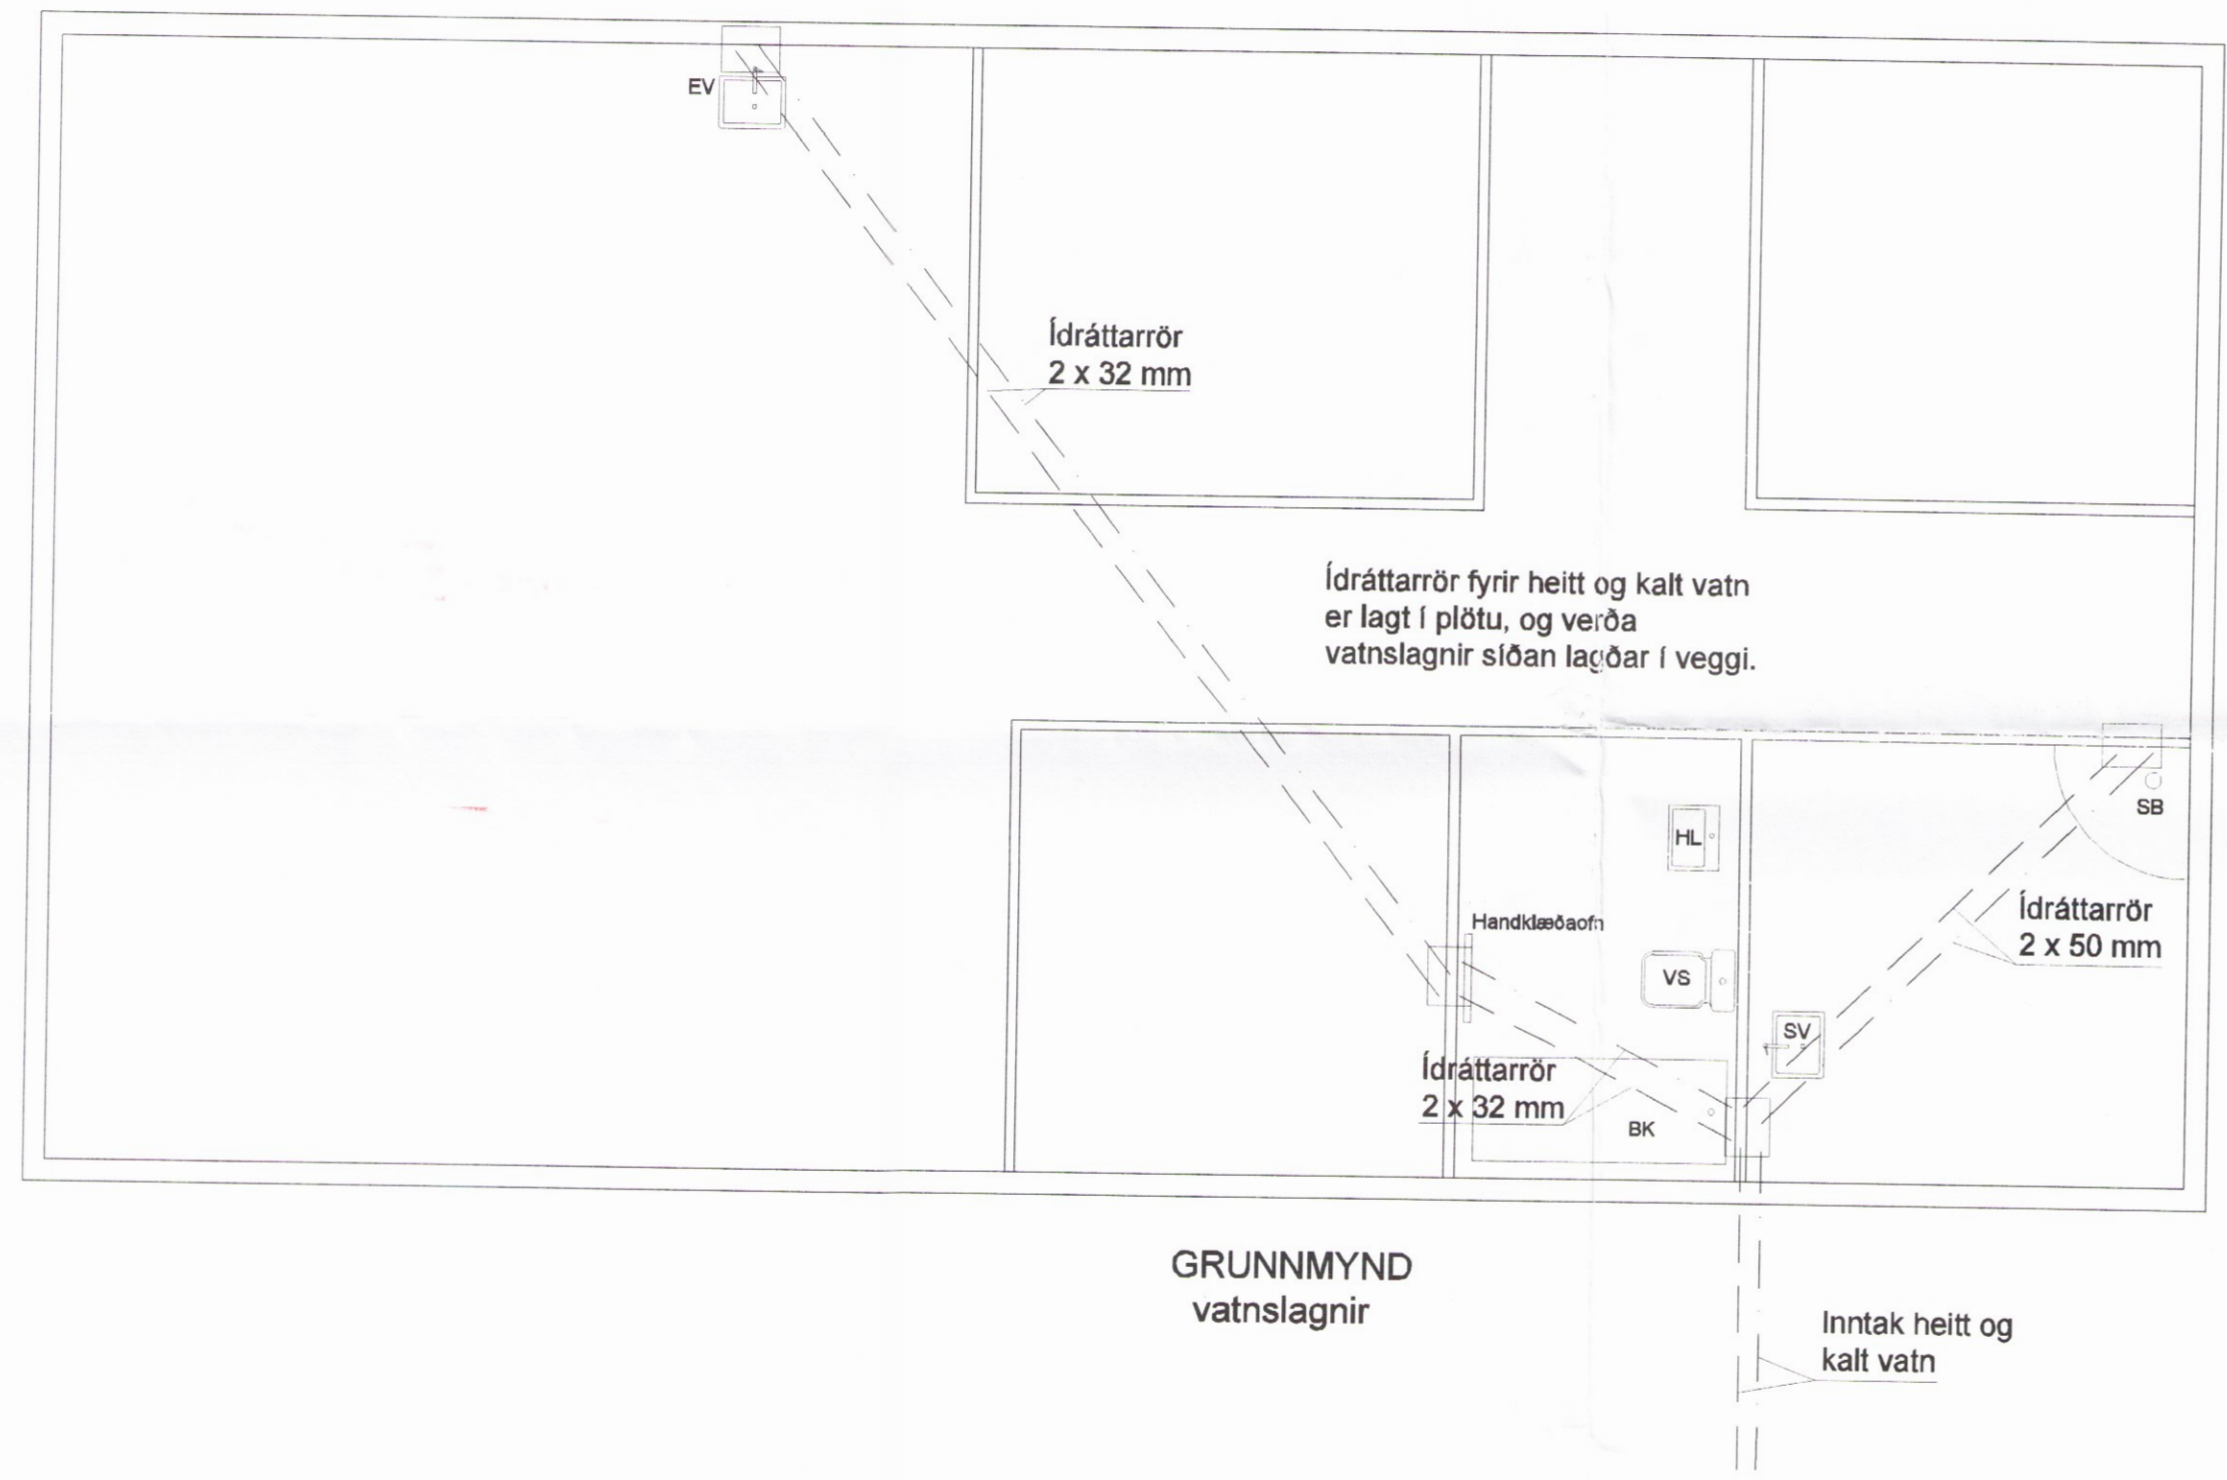 EV
Ídráttarrör
2 x 32 mm
Ídráttarrör fyrir heitt og kalt vatn
er lagt í plötu, og verða
vatnslagnir síðan lagðar í veggi.
SB
HL
Ídráttarrör
2 x 50 mm
Handklæðaofn
VS
SV
Ídráttarrör
2 x 32 mm
BK
GRUNNMYND
vatnslagnir
Inntak heitt og
kalt vatn